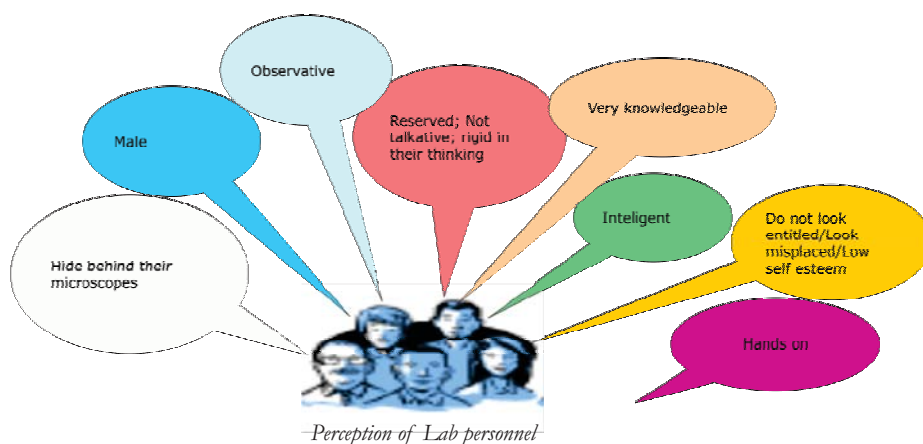 Observative
Reserved; Not
talkative; rigid in
their thinking
Very knowledgeable
Male
Inteligent
Do not look
entitled/Look
misplaced/Low
self esteem
Hide behind their
microscopes
Hands on
Perception of Lab personnel